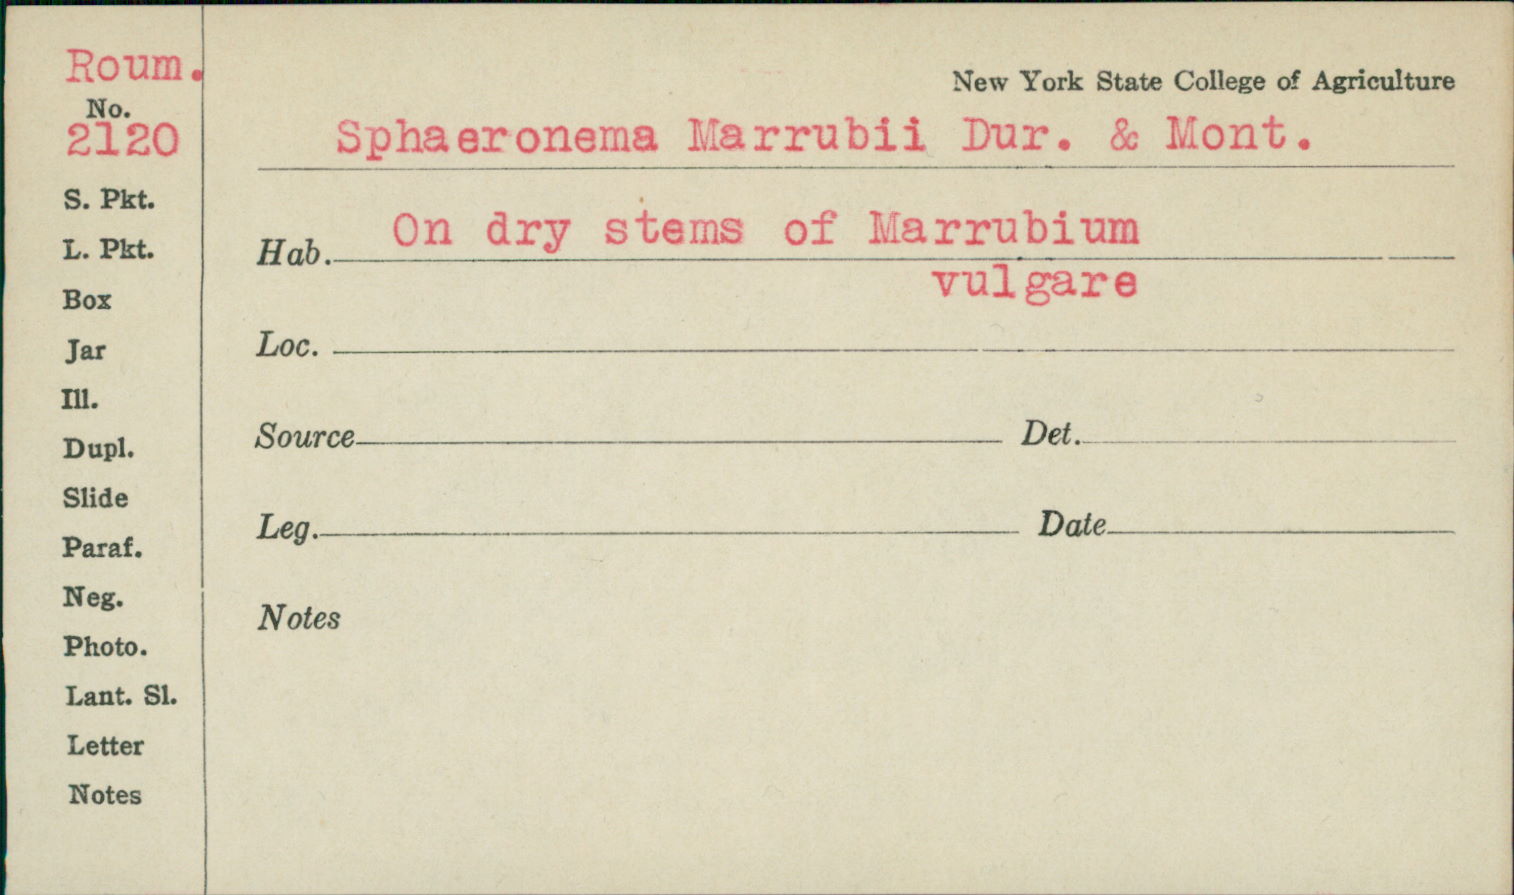 Roum.
No.
2120
S. Pkt.
L. Pkt.
Box
Jar
Ill.
Dupl.
Slide
Paraf.
Neg.
Photo.
Lant. Sl.
Letter
Notes
New York State College of Agriculture
Sphaeronema Marrubii Dur. & Mont.
Hab. On dry stems of Marrubium
vulgare
Loc.
Source Det.
Leg. Date
Notes